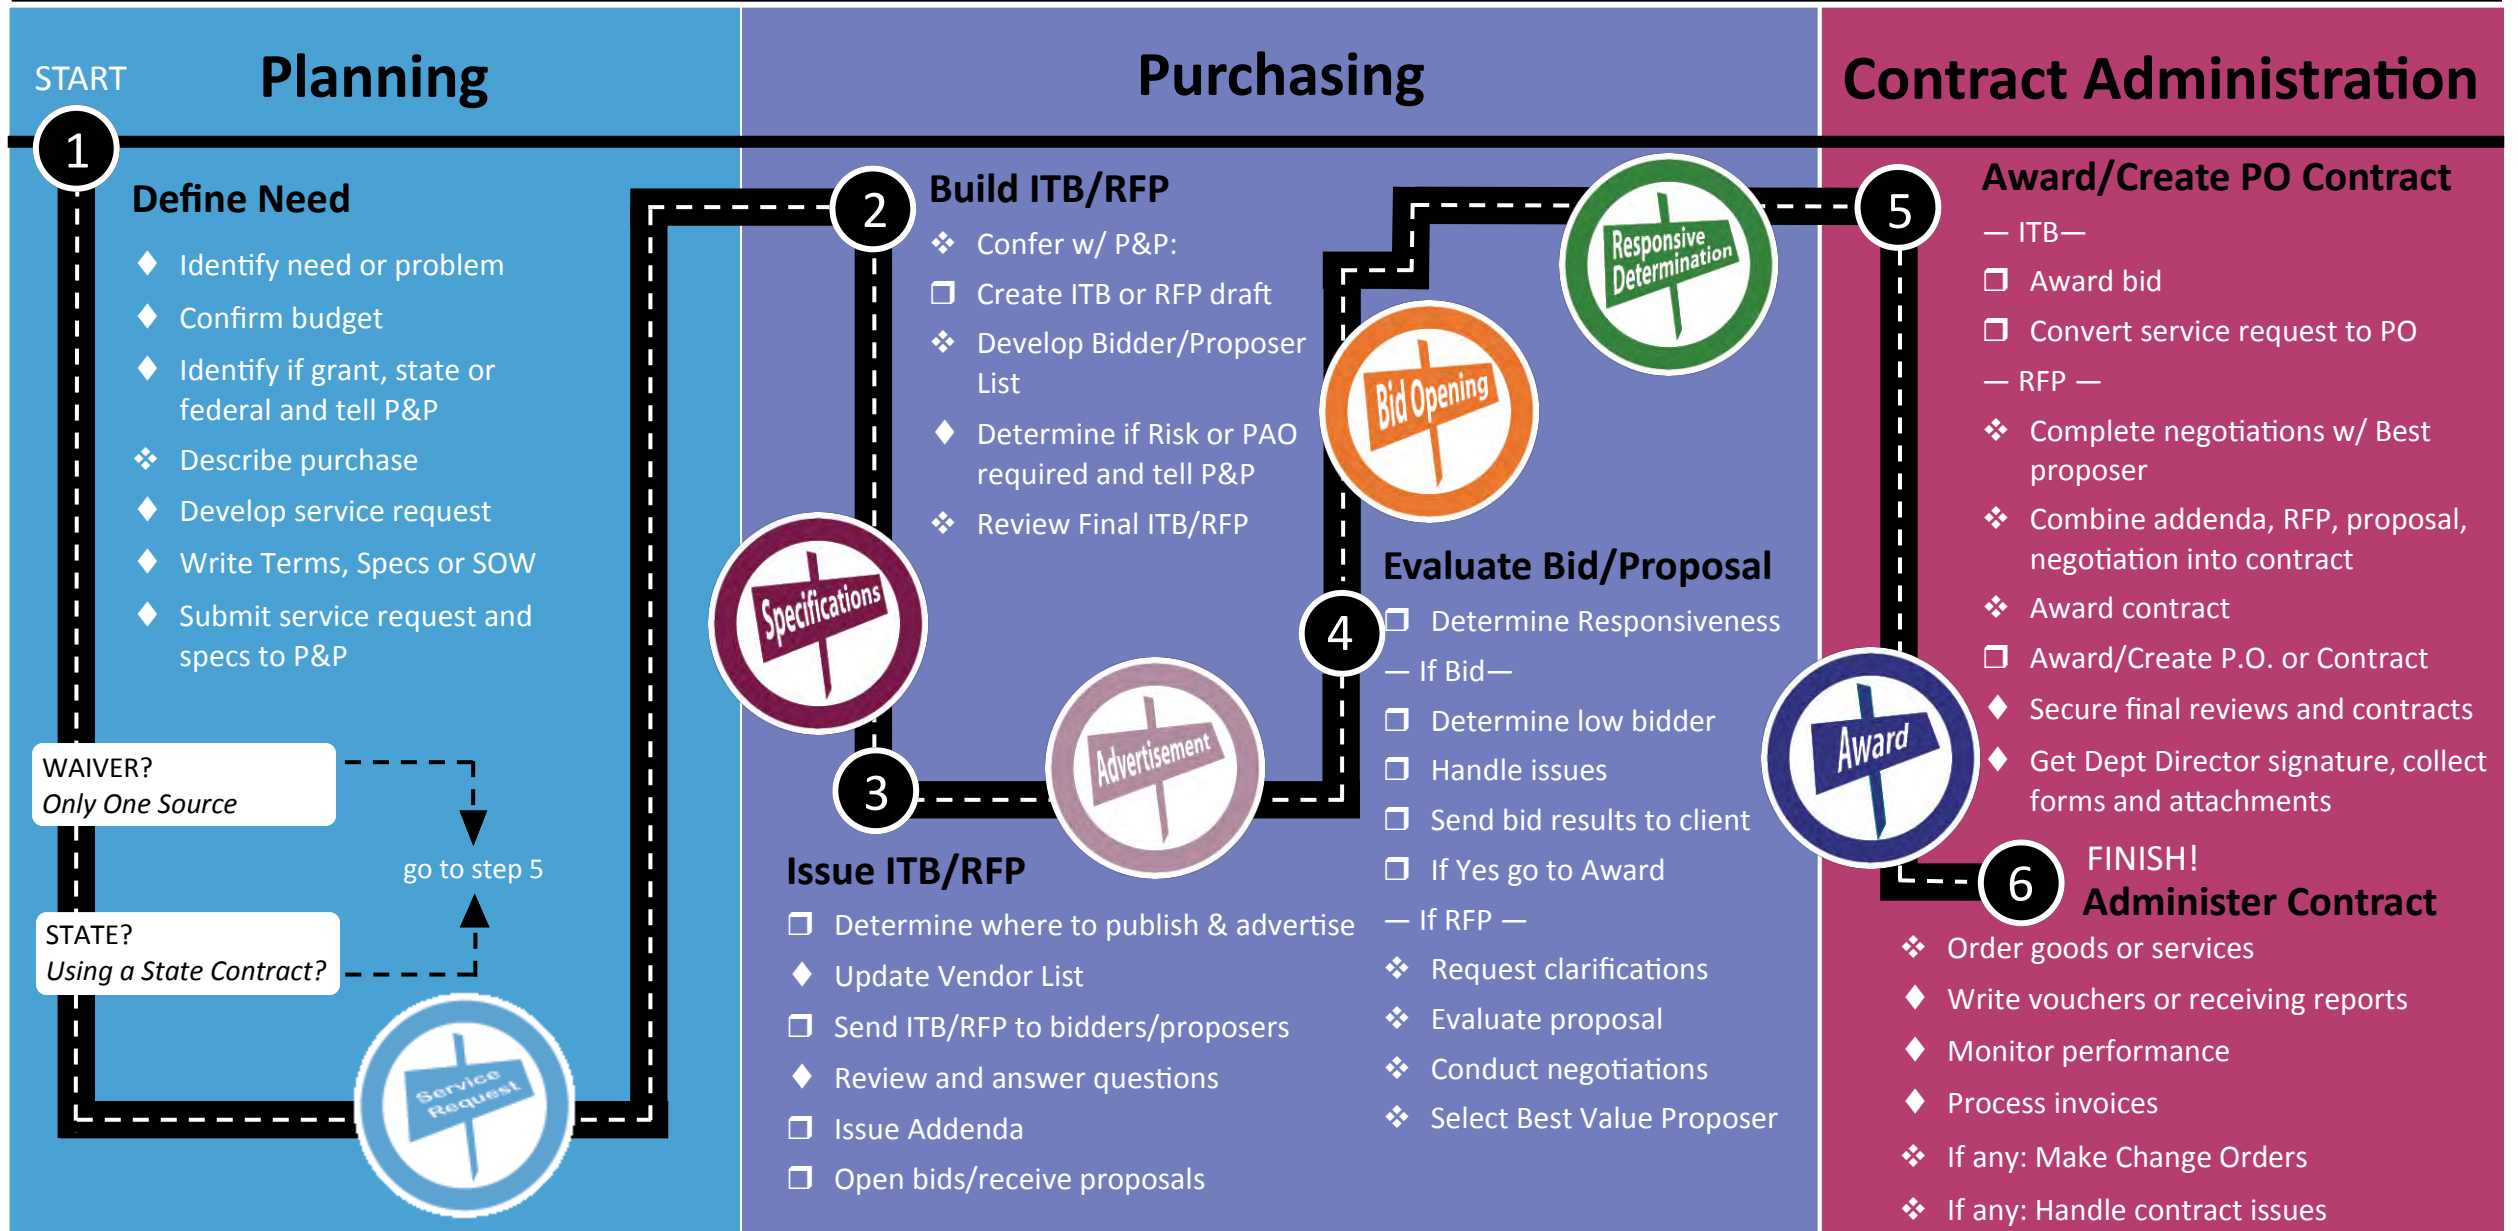 START
Planning
1
Define Need
Identify need or problem
Confirm budget
Identify if grant, state or
federal and tell P&P
Describe purchase
Develop service request
Write Terms, Specs or SOW
Submit service request and
specs to P&P
WAIVER?
Only One Source
go to step 5
STATE?
Using a State Contract?
Service
Request
Purchasing
2
Build ITB/RFP
Confer w/ P&P:
Create ITB or RFP draft
Develop Bidder/Proposer
List
Determine if Risk or PAO
required and tell P&P
Review Final ITB/RFP
Specifications
3
Advertisement
Issue ITB/RFP
Determine where to publish & advertise
Update Vendor List
Send ITB/RFP to bidders/proposers
Review and answer questions
Issue Addenda
Open bids/receive proposals
Responsive
Determination
Bid Opening
4
Evaluate Bid/Proposal
Determine Responsiveness
— If Bid—
Determine low bidder
Handle issues
Send bid results to client
If Yes go to Award
— If RFP —
Request clarifications
Evaluate proposal
Conduct negotiations
Select Best Value Proposer
Contract Administration
5
Award/Create PO Contract
— ITB—
Award bid
Convert service request to PO
— RFP —
Complete negotiations w/ Best
proposer
Combine addenda, RFP, proposal,
negotiation into contract
Award contract
Award/Create P.O. or Contract
Secure final reviews and contracts
Get Dept Director signature, collect
forms and attachments
Award
6
FINISH!
Administer Contract
Order goods or services
Write vouchers or receiving reports
Monitor performance
Process invoices
If any: Make Change Orders
If any: Handle contract issues